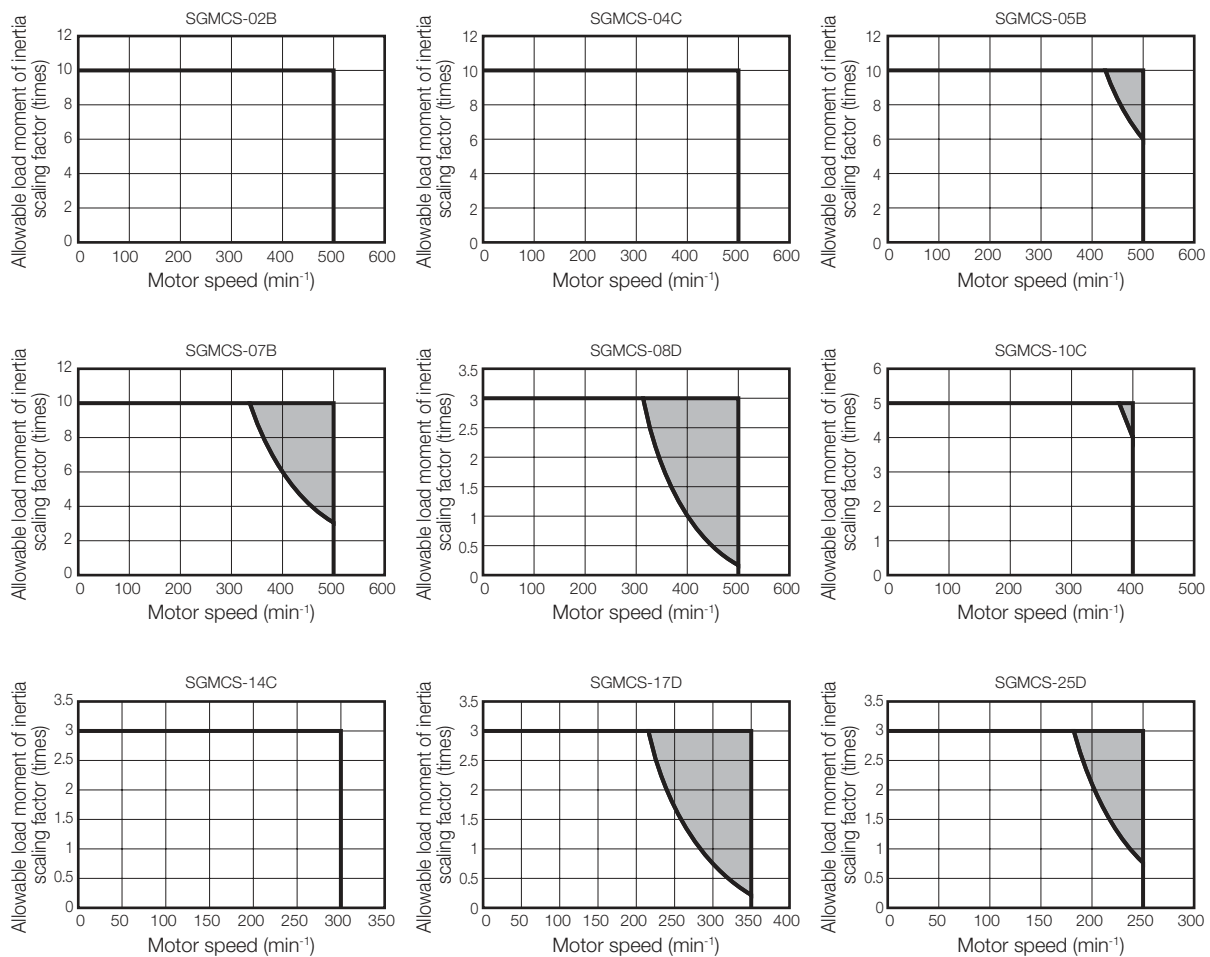 SGMCS-02B
Allowable load moment of inertia
scaling factor (times)
12
10
8
6
4
2
0
0 100 200 300 400 500 600
Motor speed (min⁻¹)
SGMCS-04C
Allowable load moment of inertia
scaling factor (times)
12
10
8
6
4
2
0
0 100 200 300 400 500 600
Motor speed (min⁻¹)
SGMCS-05B
Allowable load moment of inertia
scaling factor (times)
12
10
8
6
4
2
0
0 100 200 300 400 500 600
Motor speed (min⁻¹)
SGMCS-07B
Allowable load moment of inertia
scaling factor (times)
12
10
8
6
4
2
0
0 100 200 300 400 500 600
Motor speed (min⁻¹)
SGMCS-08D
Allowable load moment of inertia
scaling factor (times)
3.5
3
2.5
2
1.5
1
0.5
0
0 100 200 300 400 500 600
Motor speed (min⁻¹)
SGMCS-10C
Allowable load moment of inertia
scaling factor (times)
6
5
4
3
2
1
0
0 100 200 300 400 500
Motor speed (min⁻¹)
SGMCS-14C
Allowable load moment of inertia
scaling factor (times)
3.5
3
2.5
2
1.5
1
0.5
0
0 50 100 150 200 250 300 350
Motor speed (min⁻¹)
SGMCS-17D
Allowable load moment of inertia
scaling factor (times)
3.5
3
2.5
2
1.5
1
0.5
0
0 50 100 150 200 250 300 350 400
Motor speed (min⁻¹)
SGMCS-25D
Allowable load moment of inertia
scaling factor (times)
3.5
3
2.5
2
1.5
1
0.5
0
0 50 100 150 200 250 300
Motor speed (min⁻¹)